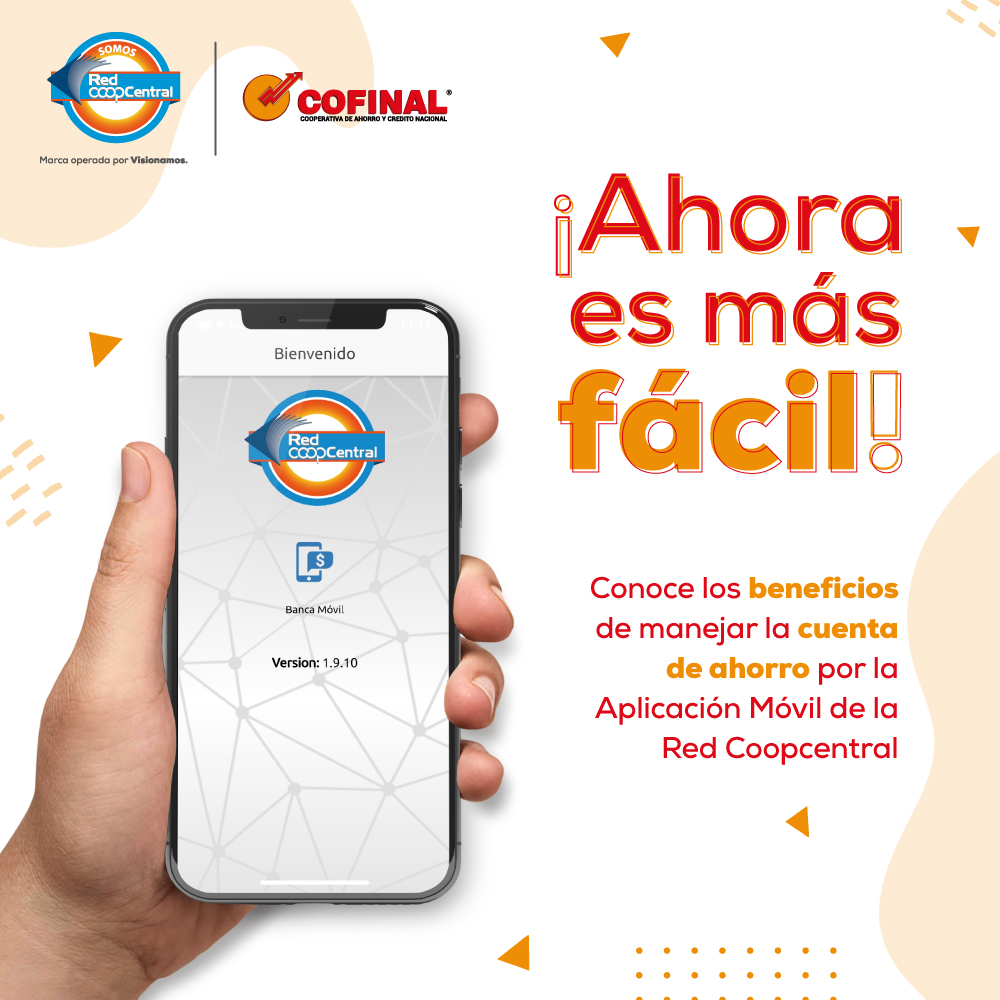 SOMOS
Red
coopCentral
Marca operada por Visionamos.
COFINAL®
COOPERATIVA DE AHORRO Y CREDITO NACIONAL
¡Ahora
es más
fácil!
Bienvenido
Red
coopCentral
$
Banca Móvil
Version: 1.9.10
Conoce los beneficios
de manejar la cuenta
de ahorro por la
Aplicación Móvil de la
Red Coopcentral